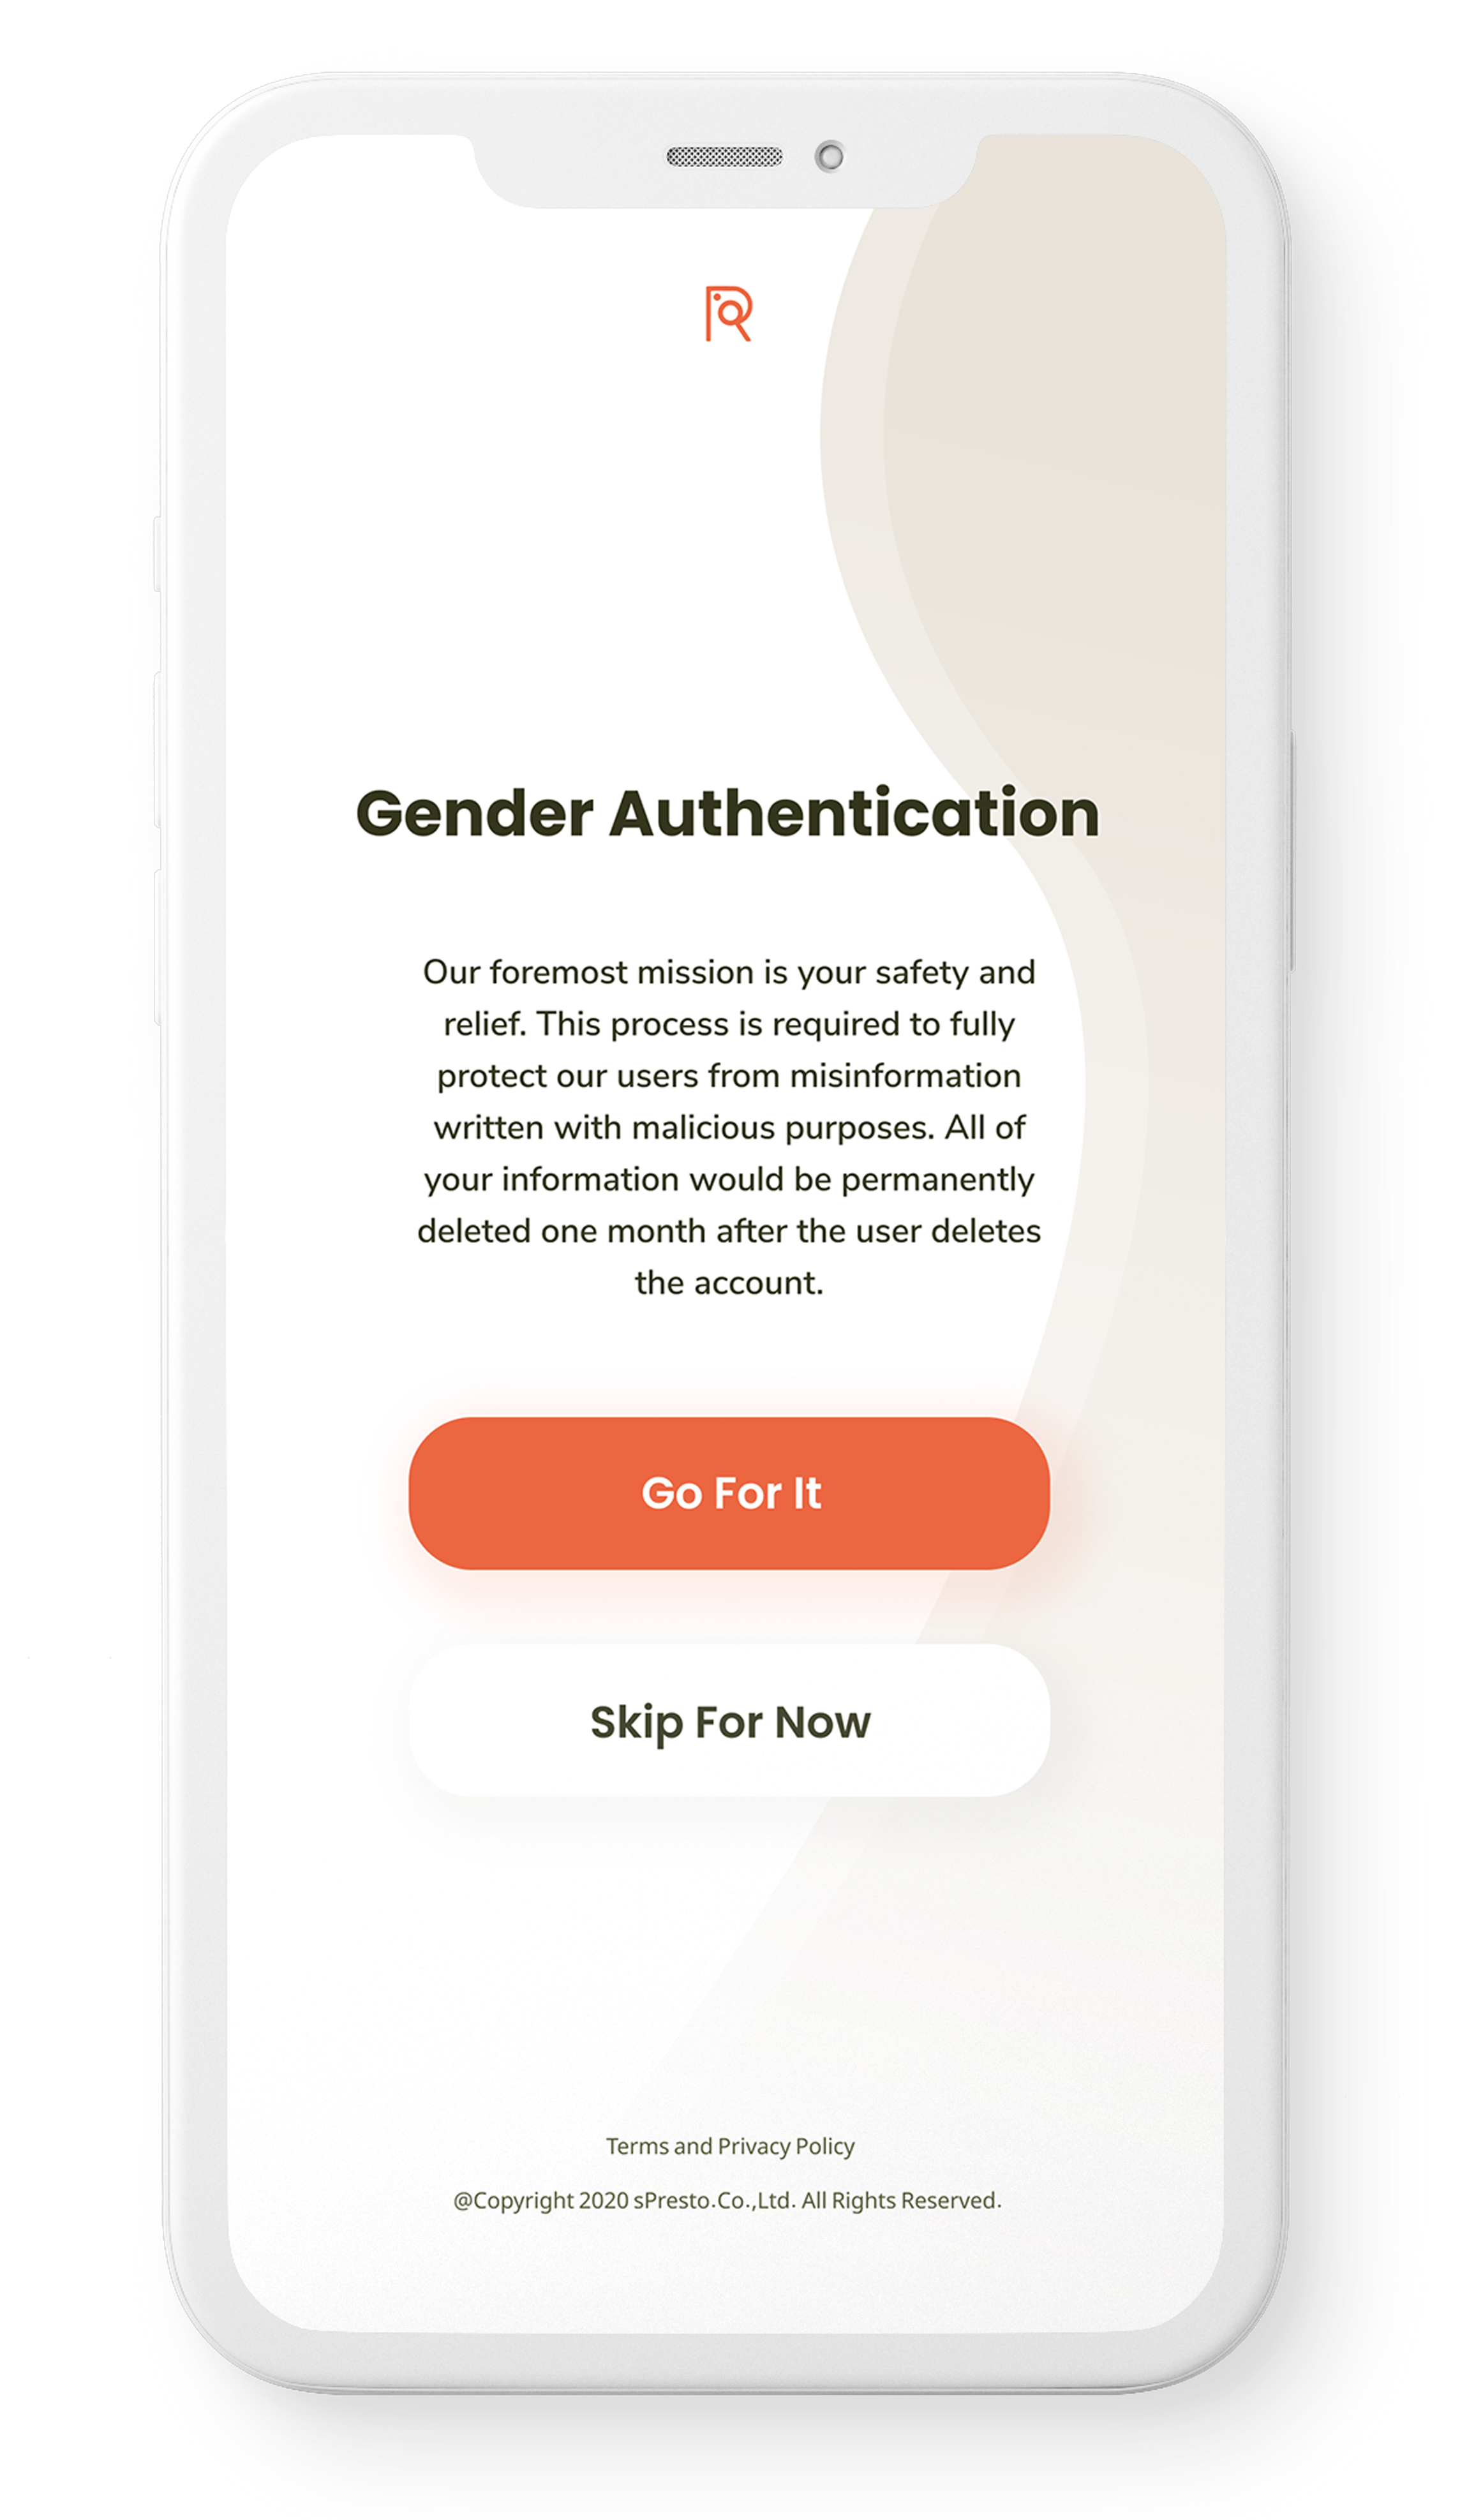 Gender Authentication
Our foremost mission is your safety and
relief. This process is required to fully
protect our users from misinformation
written with malicious purposes. All of
your information would be permanently
deleted one month after the user deletes
the account.
Go For It
Skip For Now
Terms and Privacy Policy
@Copyright 2020 sPresto.Co.,Ltd. All Rights Reserved.